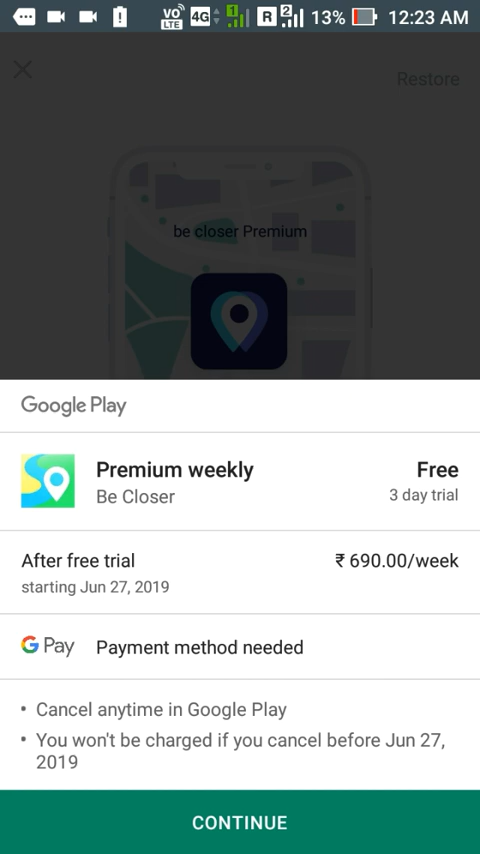 VO LTE 4G 1 R 2 13% 12:23 AM
Restore
be closer Premium
Google Play
Premium weekly Free
Be Closer 3 day trial
After free trial ₹ 690.00/week
starting Jun 27, 2019
G Pay Payment method needed
• Cancel anytime in Google Play
• You won't be charged if you cancel before Jun 27,
2019
CONTINUE